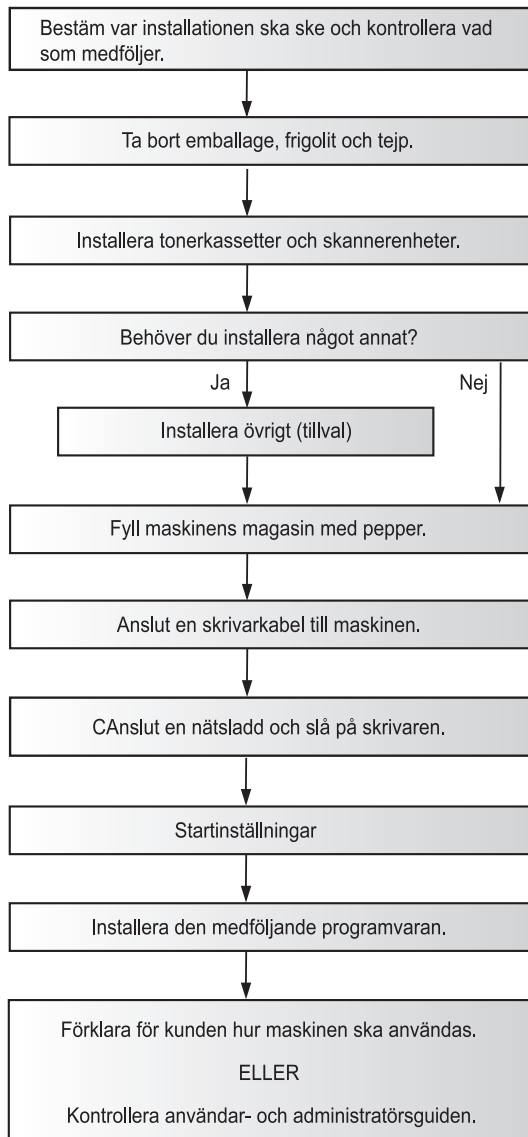 Bestäm var installationen ska ske och kontrollera vad
som medföljer.
Ta bort emballage, frigolit och tejp.
Installera tonerkassetter och skannerenheter.
Behöver du installera något annat?
Ja
Nej
Installera övrigt (tillval)
Fyll maskinens magasin med pepper.
Anslut en skrivarkabel till maskinen.
CAnslut en nätsladd och slå på skrivaren.
Startinställningar
Installera den medföljande programvaran.
Förklara för kunden hur maskinen ska användas.
ELLER
Kontrollera användar- och administratörsguiden.